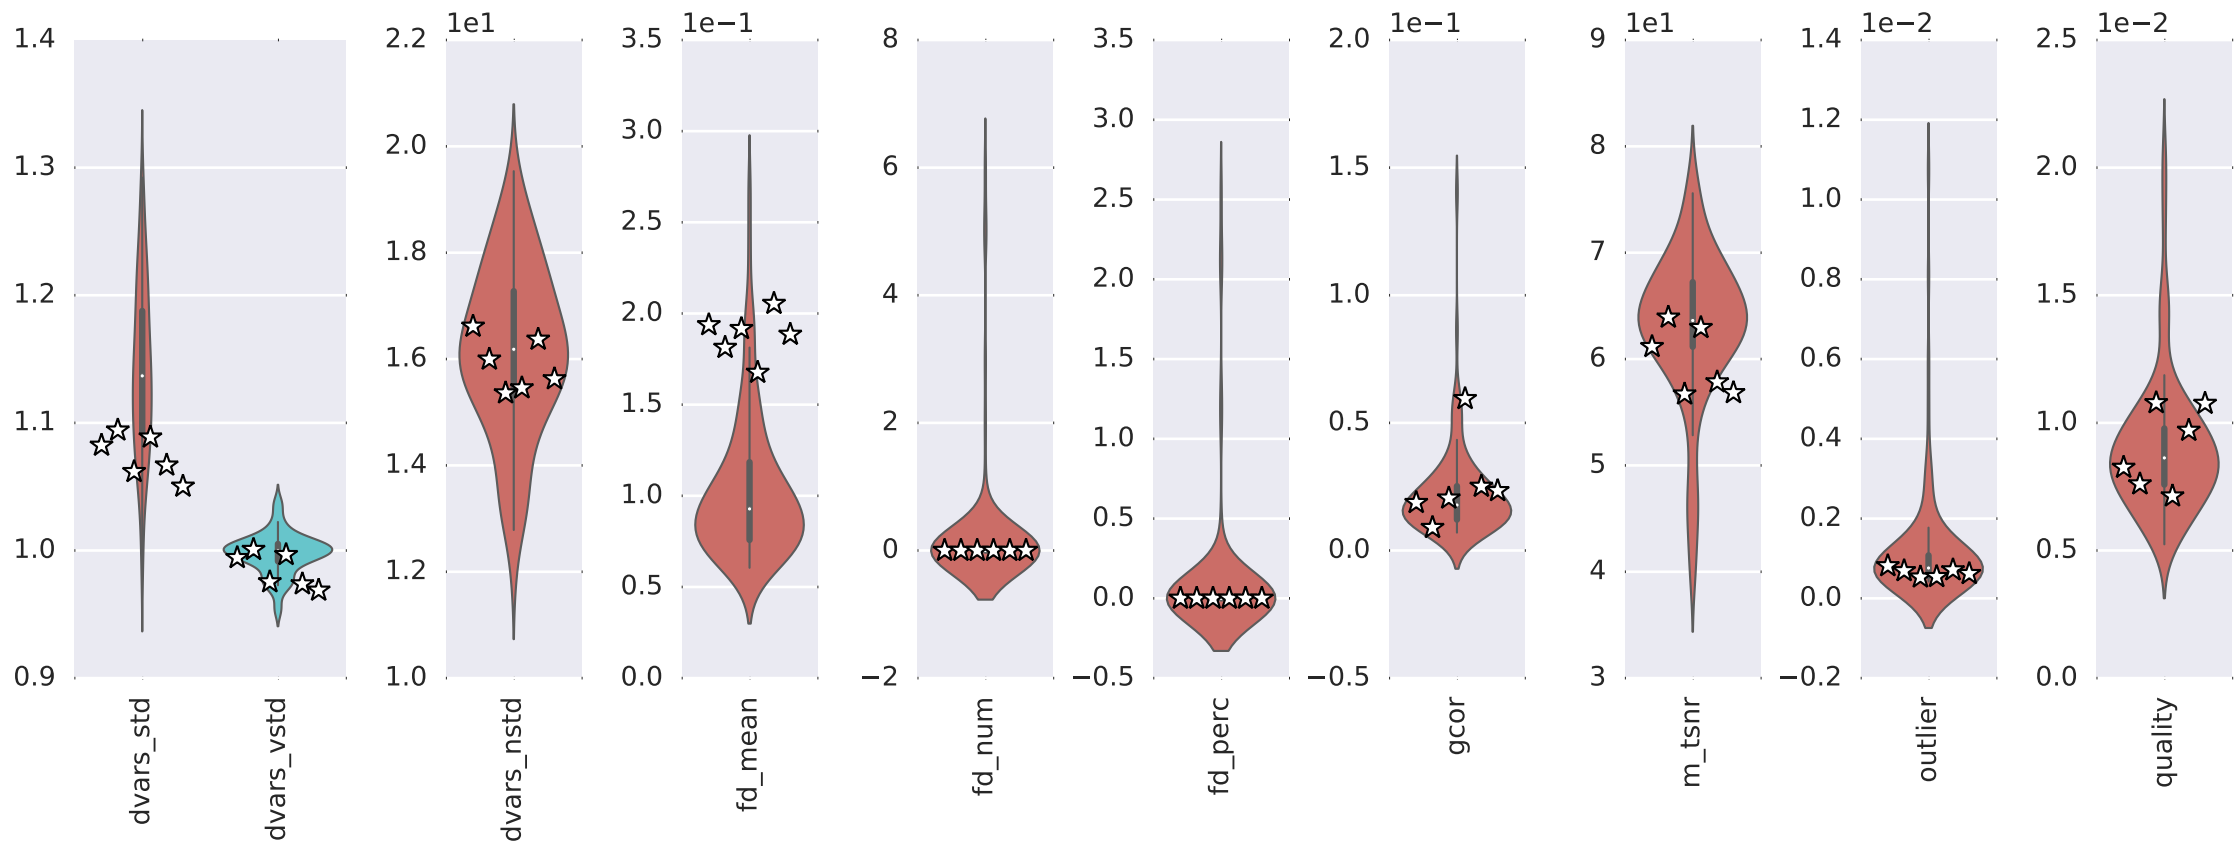 1e1 1e−1 1e−1 1e1 1e−2 1e−2
1.4 2.2 3.5 8 3.5 2.0 9 1.4 2.5
1.3 2.0 3.0 6 3.0 1.5 8 1.2 2.0
1.2 1.8 2.5 4 2.5 1.0 7 1.0 1.5
1.1 1.6 2.0 2 2.0 0.5 6 0.8 1.0
1.0 1.4 1.5 0 1.5 0.0 5 0.6 0.5
0.9 1.2 1.0 −2 1.0 −0.5 4 0.4 0.0
1.0 0.5 0.5 3 0.2
0.0 0.0 0.0
−0.5 −0.2
dvars_std
dvars_vstd
dvars_nstd
fd_mean
fd_num
fd_perc
gcor
m_tsnr
outlier
quality